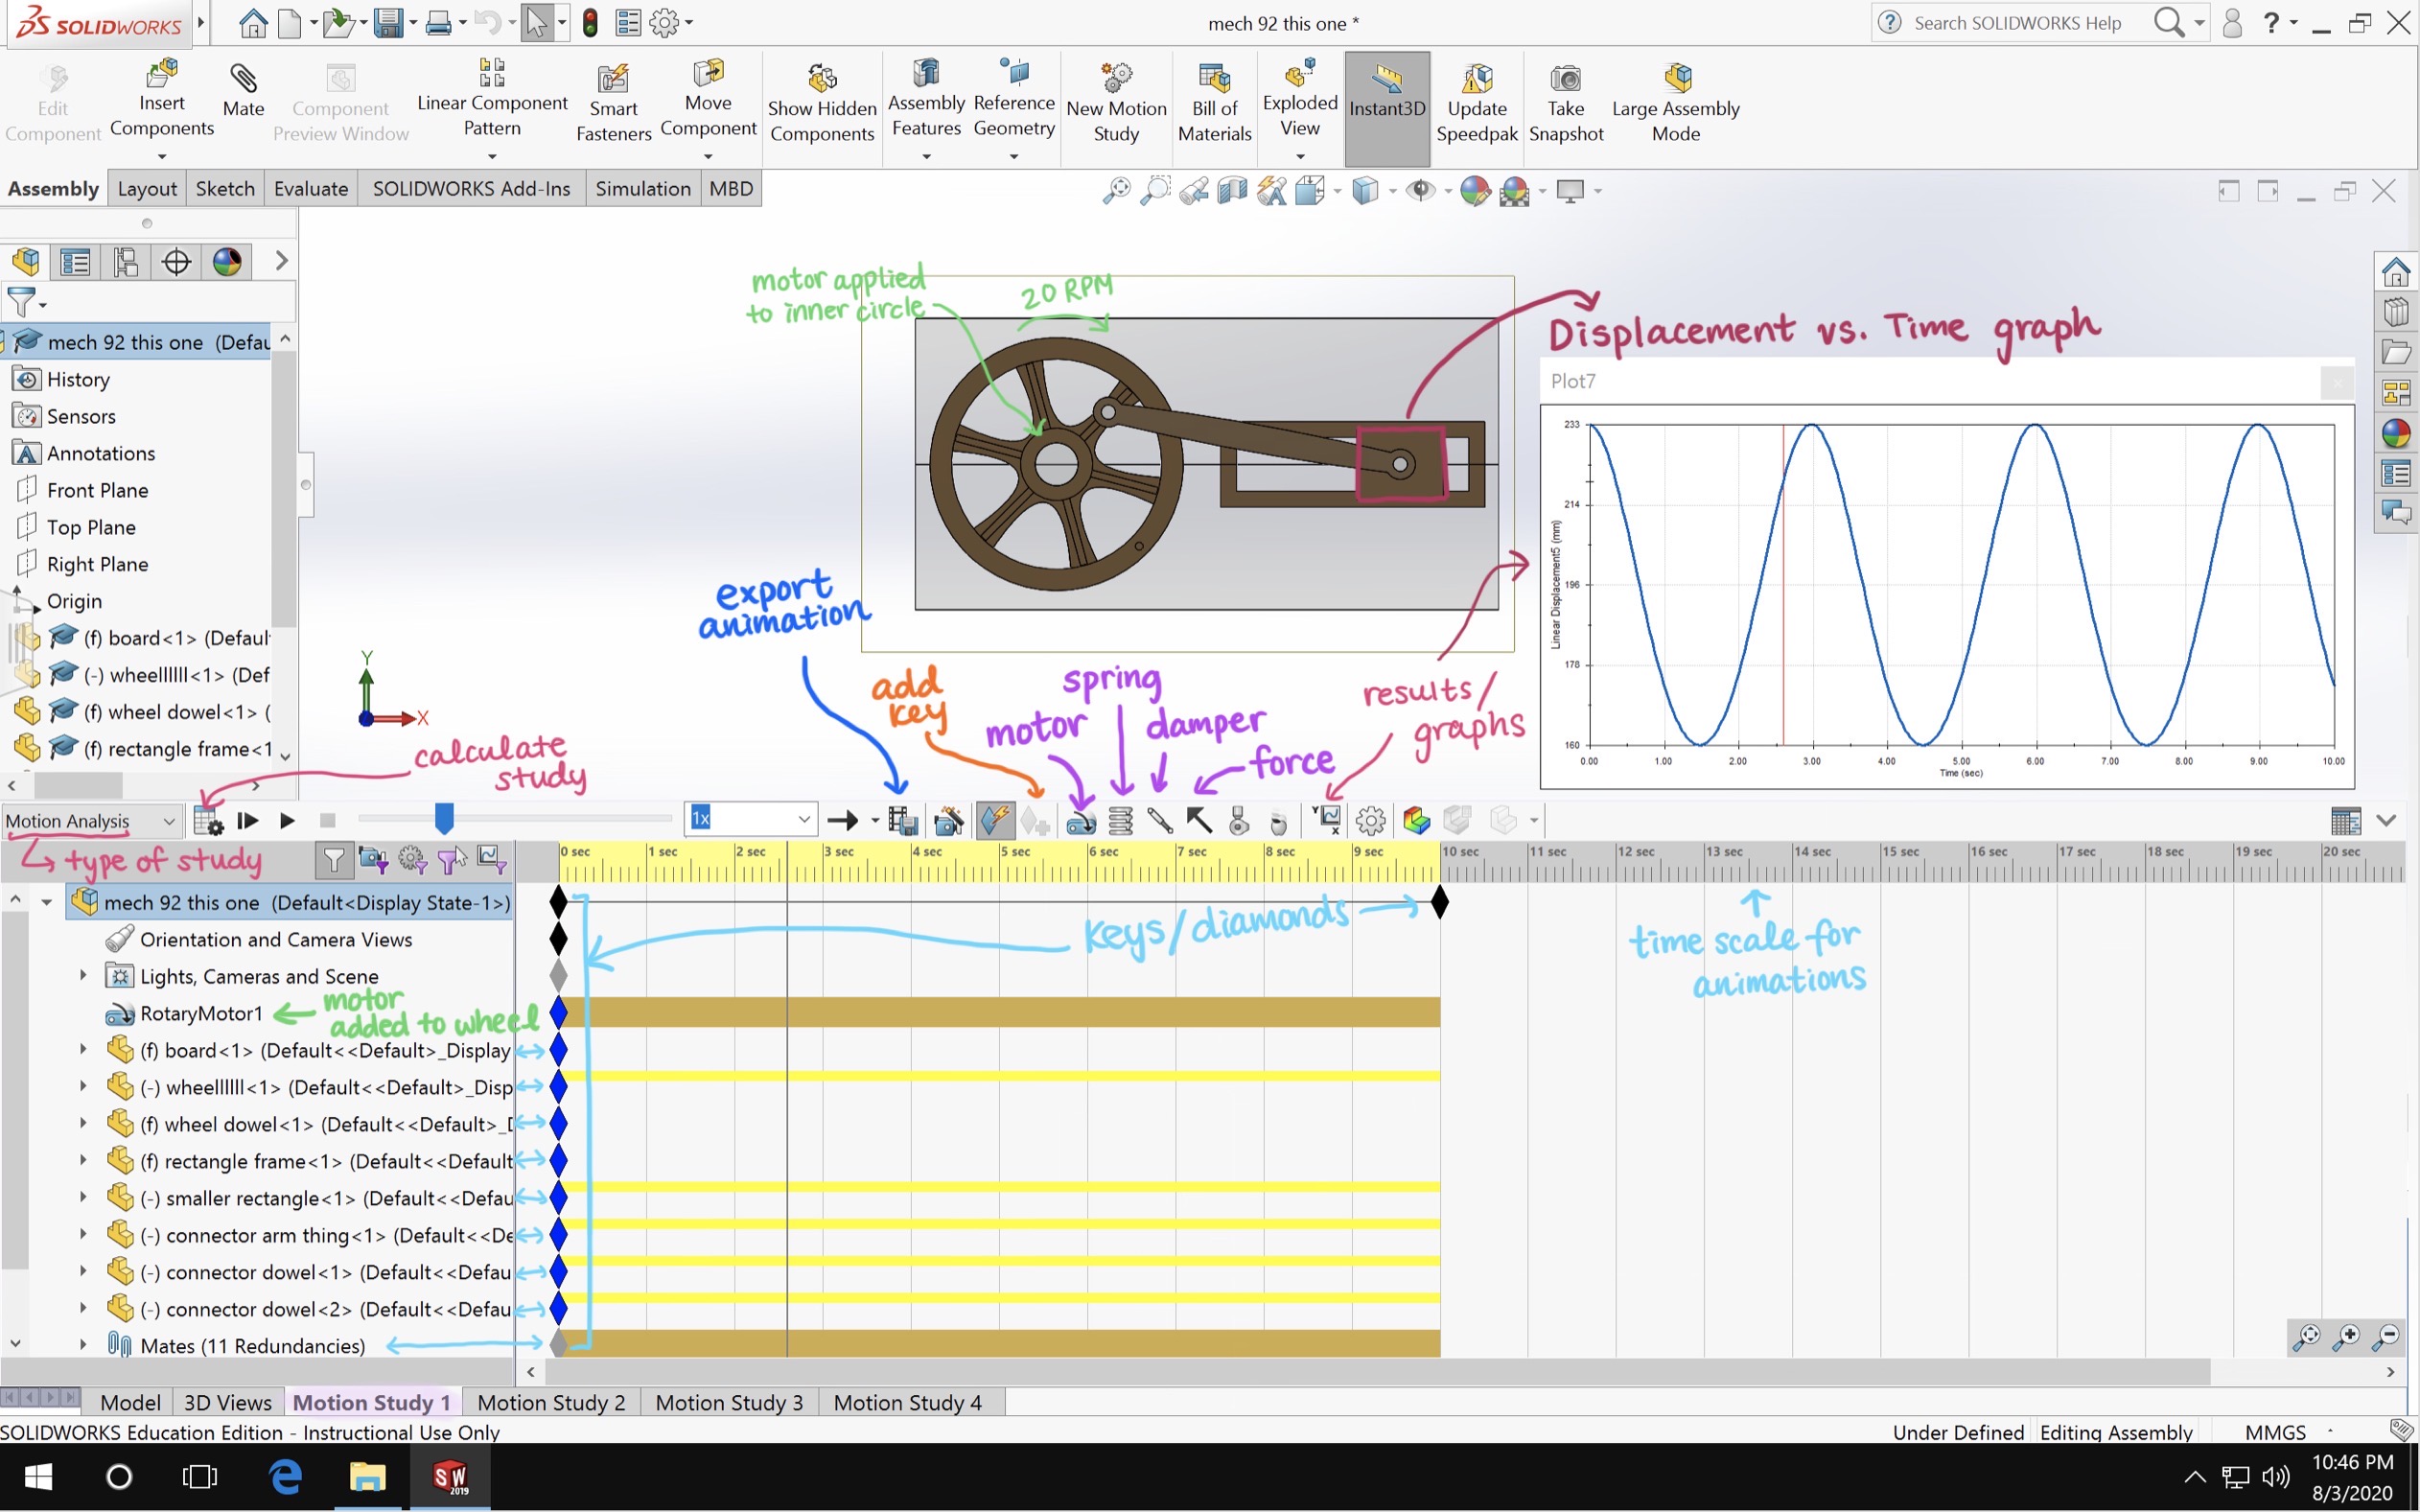 SOLIDWORKS
mech 92 this one *
Search SOLIDWORKS Help
Edit Component
Insert Components
Mate
Component Preview Window
Linear Component Pattern
Smart Fasteners
Move Component
Show Hidden Components
Assembly Features
Reference Geometry
New Motion Study
Bill of Materials
Exploded View
Instant3D
Update Speedpak
Take Snapshot
Large Assembly Mode
Assembly
Layout
Sketch
Evaluate
SOLIDWORKS Add-Ins
Simulation
MBD
mech 92 this one (Defau
History
Sensors
Annotations
Front Plane
Top Plane
Right Plane
Origin
(f) board<1> (Default
(-) wheellllll<1> (Def
(f) wheel dowel<1> (
(f) rectangle frame<1
motor applied
to inner circle
20 RPM
Displacement vs. Time graph
Plot7
Linear Displacement5 (mm)
233
214
196
178
160
0.00 1.00 2.00 3.00 4.00 5.00 6.00 7.00 8.00 9.00 10.00
Time (sec)
Y
X
export
animation
add
key
motor
spring
damper
force
results/
graphs
calculate
study
Motion Analysis
1x
type of study
0 sec 1 sec 2 sec 3 sec 4 sec 5 sec 6 sec 7 sec 8 sec 9 sec 10 sec 11 sec 12 sec 13 sec 14 sec 15 sec 16 sec 17 sec 18 sec 19 sec 20 sec
mech 92 this one (Default<Display State-1>)
Orientation and Camera Views
Lights, Cameras and Scene
RotaryMotor1
motor
added to wheel
(f) board<1> (Default<<Default>_Display
(-) wheellllll<1> (Default<<Default>_Disp
(f) wheel dowel<1> (Default<<Default>_D
(f) rectangle frame<1> (Default<<Default
(-) smaller rectangle<1> (Default<<Defau
(-) connector arm thing<1> (Default<<De
(-) connector dowel<1> (Default<<Defau
(-) connector dowel<2> (Default<<Defau
Mates (11 Redundancies)
keys/diamonds
time scale for
animations
Model
3D Views
Motion Study 1
Motion Study 2
Motion Study 3
Motion Study 4
SOLIDWORKS Education Edition - Instructional Use Only
Under Defined
Editing Assembly
MMGS
SW
2019
10:46 PM
8/3/2020